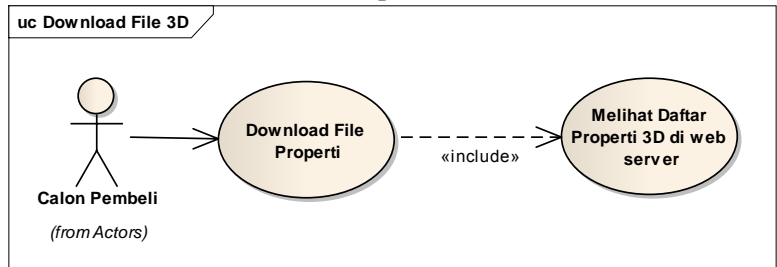 uc Download File 3D
Download File
Properti
«include»
Melihat Daftar
Properti 3D di web
server
Calon Pembeli
(from Actors)